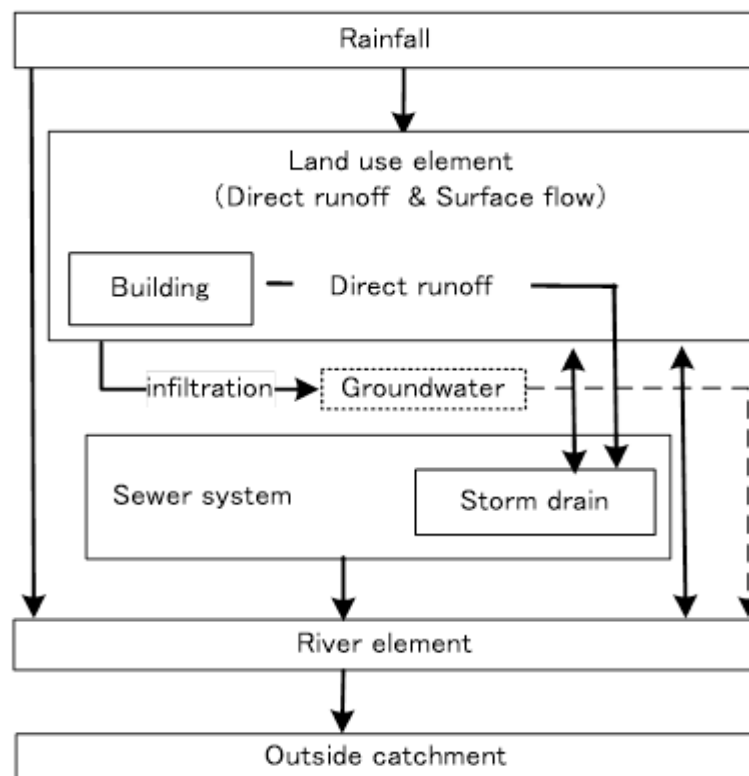 Rainfall
Land use element
(Direct runoff & Surface flow)
Building
Direct runoff
infiltration
Groundwater
Sewer system
Storm drain
River element
Outside catchment